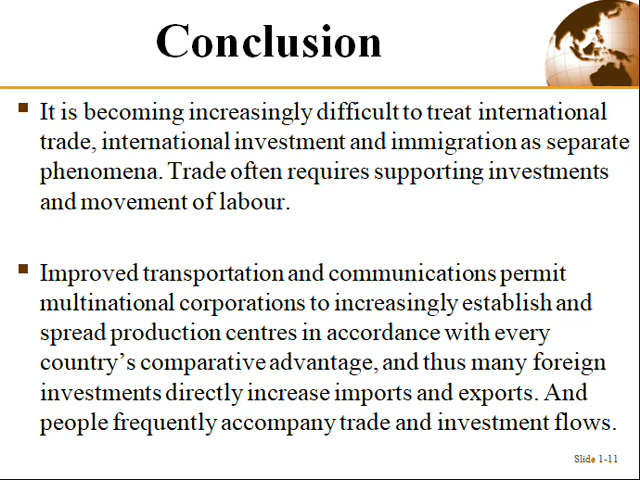 Conclusion
It is becoming increasingly difficult to treat international
trade, international investment and immigration as separate
phenomena. Trade often requires supporting investments
and movement of labour.
Improved transportation and communications permit
multinational corporations to increasingly establish and
spread production centres in accordance with every
country’s comparative advantage, and thus many foreign
investments directly increase imports and exports. And
people frequently accompany trade and investment flows.
Slide 1-11